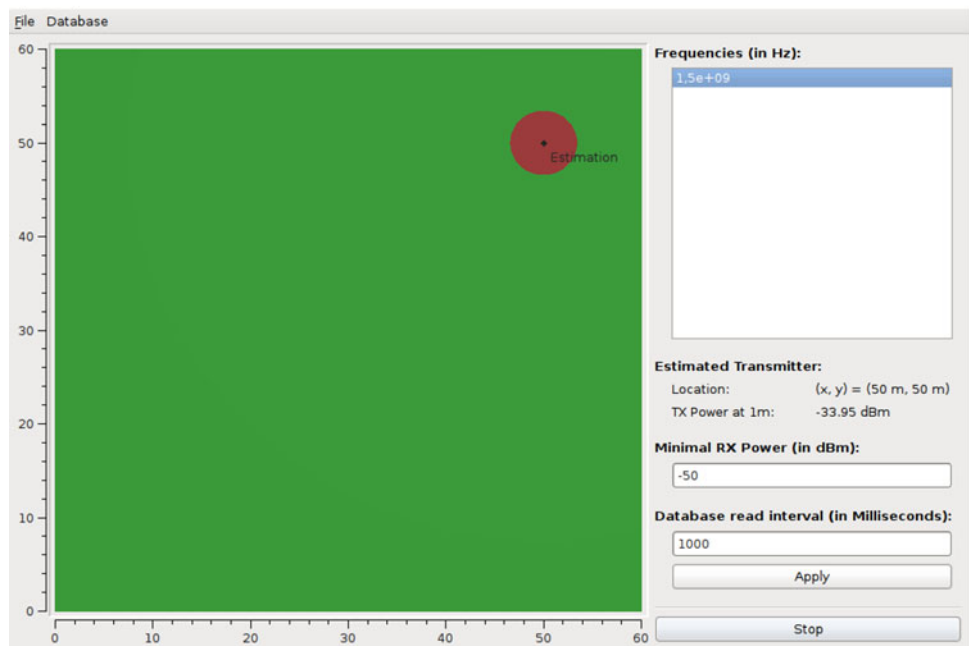 File Database
60
50
40
30
20
10
0
Estimation
0 10 20 30 40 50 60
Frequencies (in Hz):
1,5e+09
Estimated Transmitter:
Location: (x, y) = (50 m, 50 m)
TX Power at 1m: -33.95 dBm
Minimal RX Power (in dBm):
-50
Database read interval (in Milliseconds):
1000
Apply
Stop